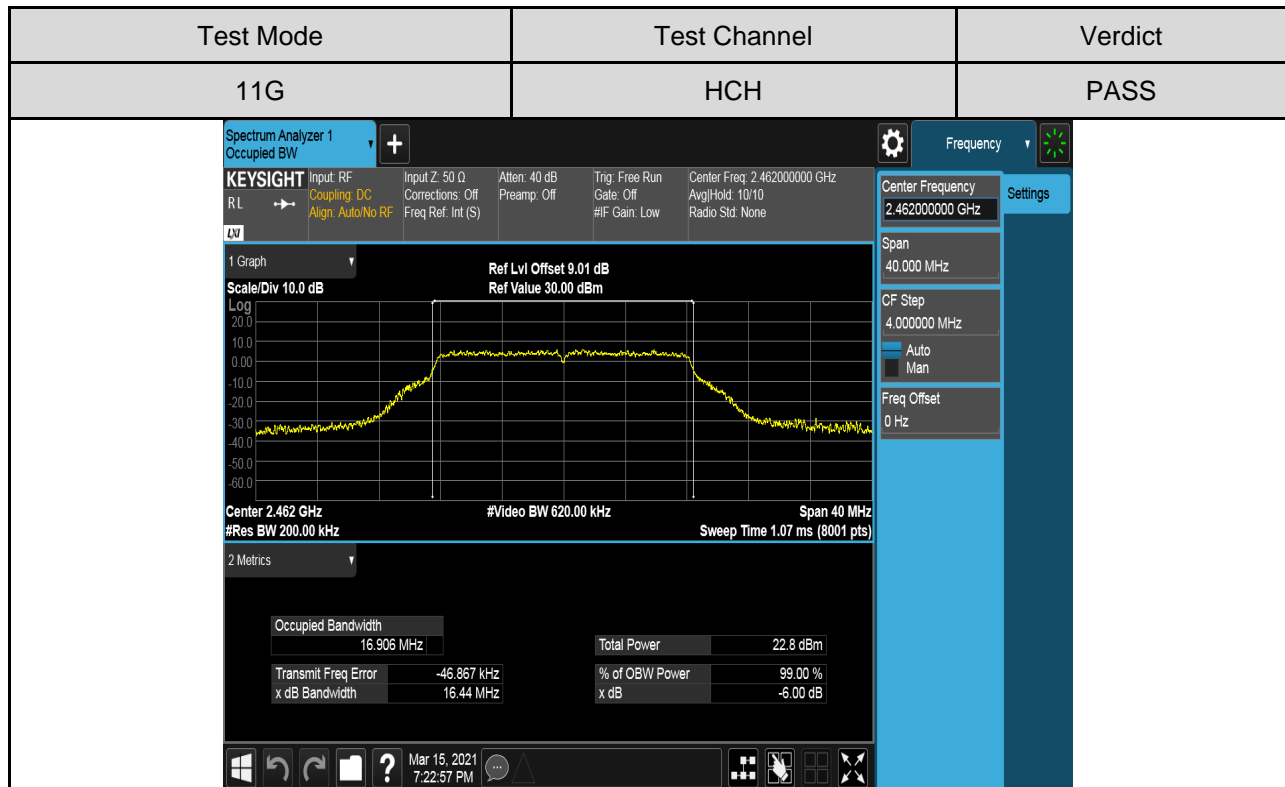 Test Mode Test Channel Verdict
11G HCH PASS
Spectrum Analyzer 1
Occupied BW
+
Frequency
KEYSIGHT Input: RF Input Z: 50 Ω Atten: 40 dB Trig: Free Run Center Freq: 2.462000000 GHz
RL Coupling: DC Corrections: Off Preamp: Off Gate: Off Avg|Hold: 10/10
Align: Auto/No RF Freq Ref: Int (S) #IF Gain: Low Radio Std: None
LXI
Center Frequency
2.462000000 GHz
Settings
Span
40.000 MHz
CF Step
4.000000 MHz
Auto
Man
Freq Offset
0 Hz
1 Graph
Ref Lvl Offset 9.01 dB
Scale/Div 10.0 dB Ref Value 30.00 dBm
Log
20.0
10.0
0.00
-10.0
-20.0
-30.0
-40.0
-50.0
-60.0
Center 2.462 GHz #Video BW 620.00 kHz Span 40 MHz
#Res BW 200.00 kHz Sweep Time 1.07 ms (8001 pts)
2 Metrics
Occupied Bandwidth
16.906 MHz Total Power 22.8 dBm
Transmit Freq Error -46.867 kHz % of OBW Power 99.00 %
x dB Bandwidth 16.44 MHz x dB -6.00 dB
? Mar 15, 2021
7:22:57 PM